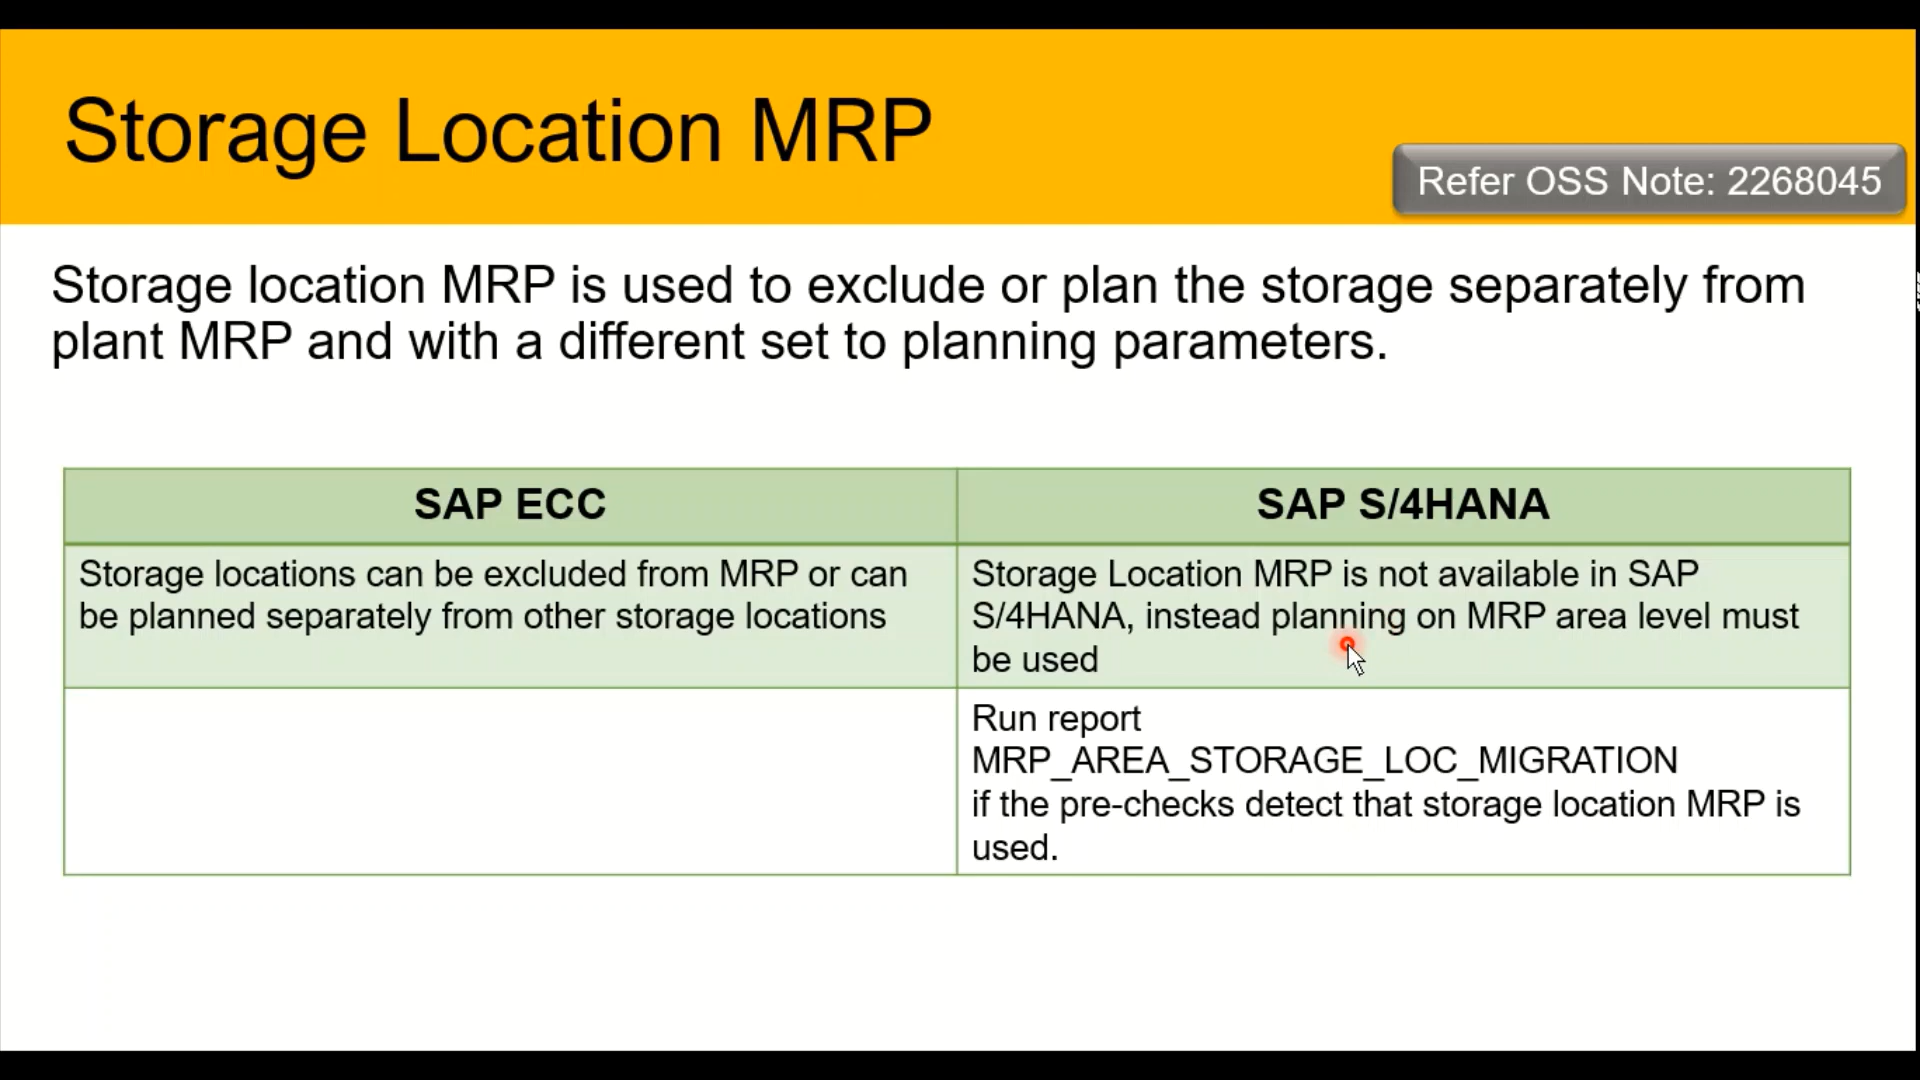 Storage Location MRP
Refer OSS Note: 2268045
Storage location MRP is used to exclude or plan the storage separately from
plant MRP and with a different set to planning parameters.
SAP ECC
SAP S/4HANA
Storage locations can be excluded from MRP or can
be planned separately from other storage locations
Storage Location MRP is not available in SAP
S/4HANA, instead planning on MRP area level must
be used
Run report
MRP_AREA_STORAGE_LOC_MIGRATION
if the pre-checks detect that storage location MRP is
used.